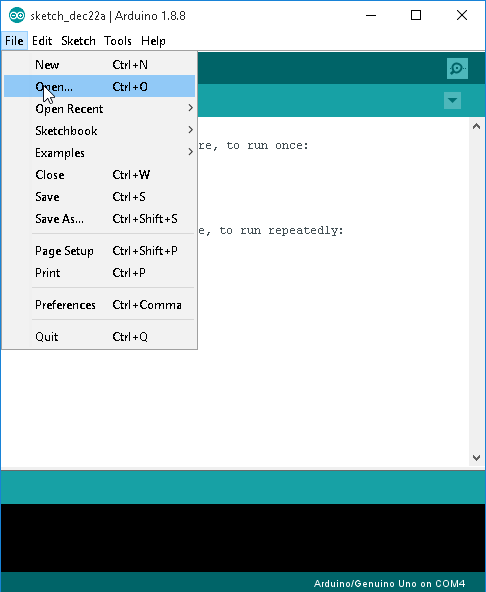 sketch_dec22a | Arduino 1.8.8
File Edit Sketch Tools Help
New Ctrl+N
Open... Ctrl+O
Open Recent
Sketchbook
Examples
Close Ctrl+W
Save Ctrl+S
Save As... Ctrl+Shift+S
Page Setup Ctrl+Shift+P
Print Ctrl+P
Preferences Ctrl+Comma
Quit Ctrl+Q
re, to run once:
e, to run repeatedly:
Arduino/Genuino Uno on COM4